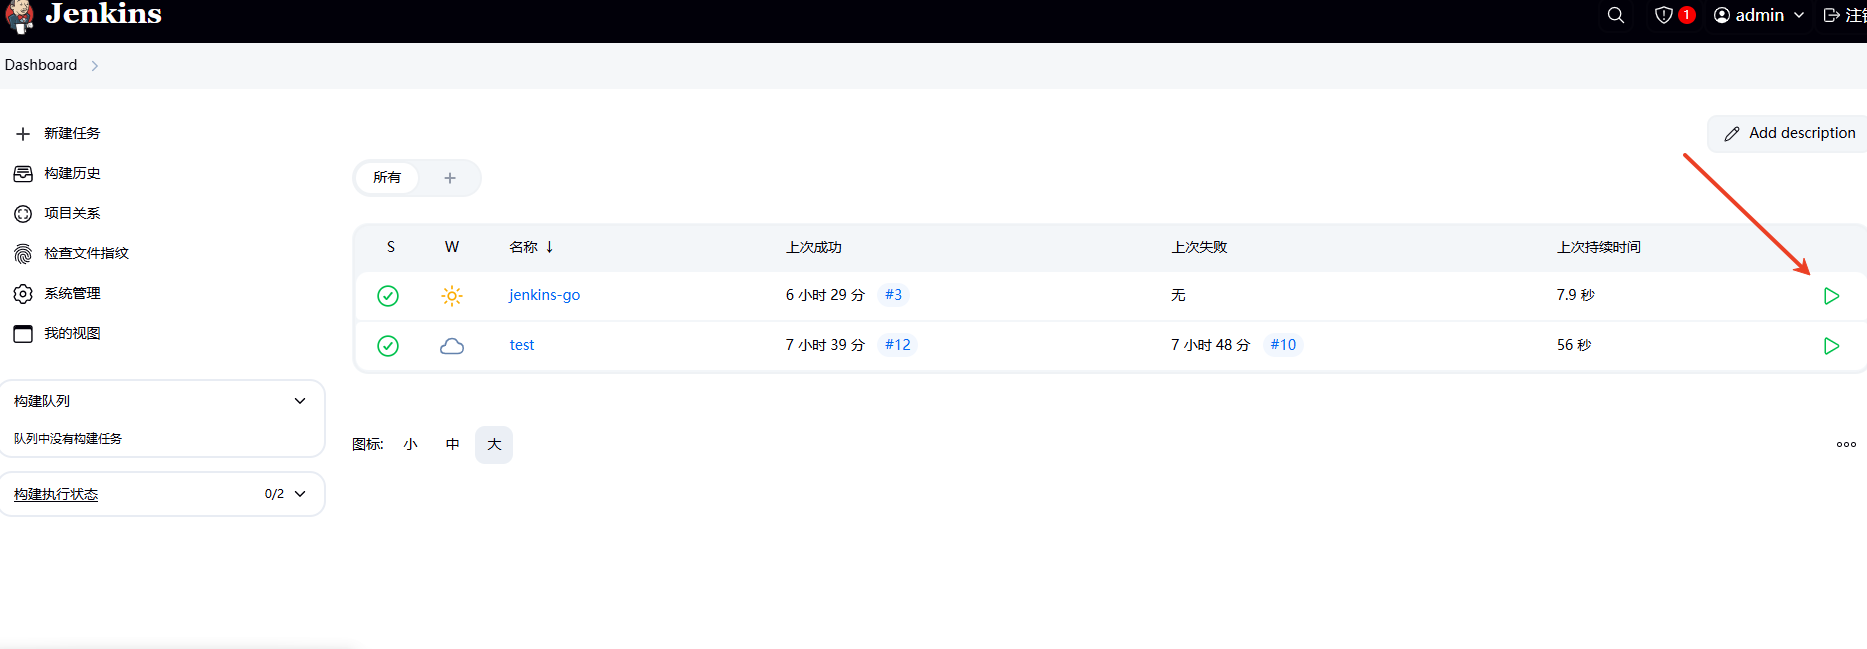 Jenkins
1 admin 注销
Dashboard
新建任务
构建历史
项目关系
检查文件指纹
系统管理
我的视图
构建队列
队列中没有构建任务
构建执行状态 0/2
Add description
所有 +
S W 名称 ↓ 上次成功 上次失败 上次持续时间
jenkins-go 6 小时 29 分 #3 无 7.9 秒
test 7 小时 39 分 #12 7 小时 48 分 #10 56 秒
图标: 小 中 大